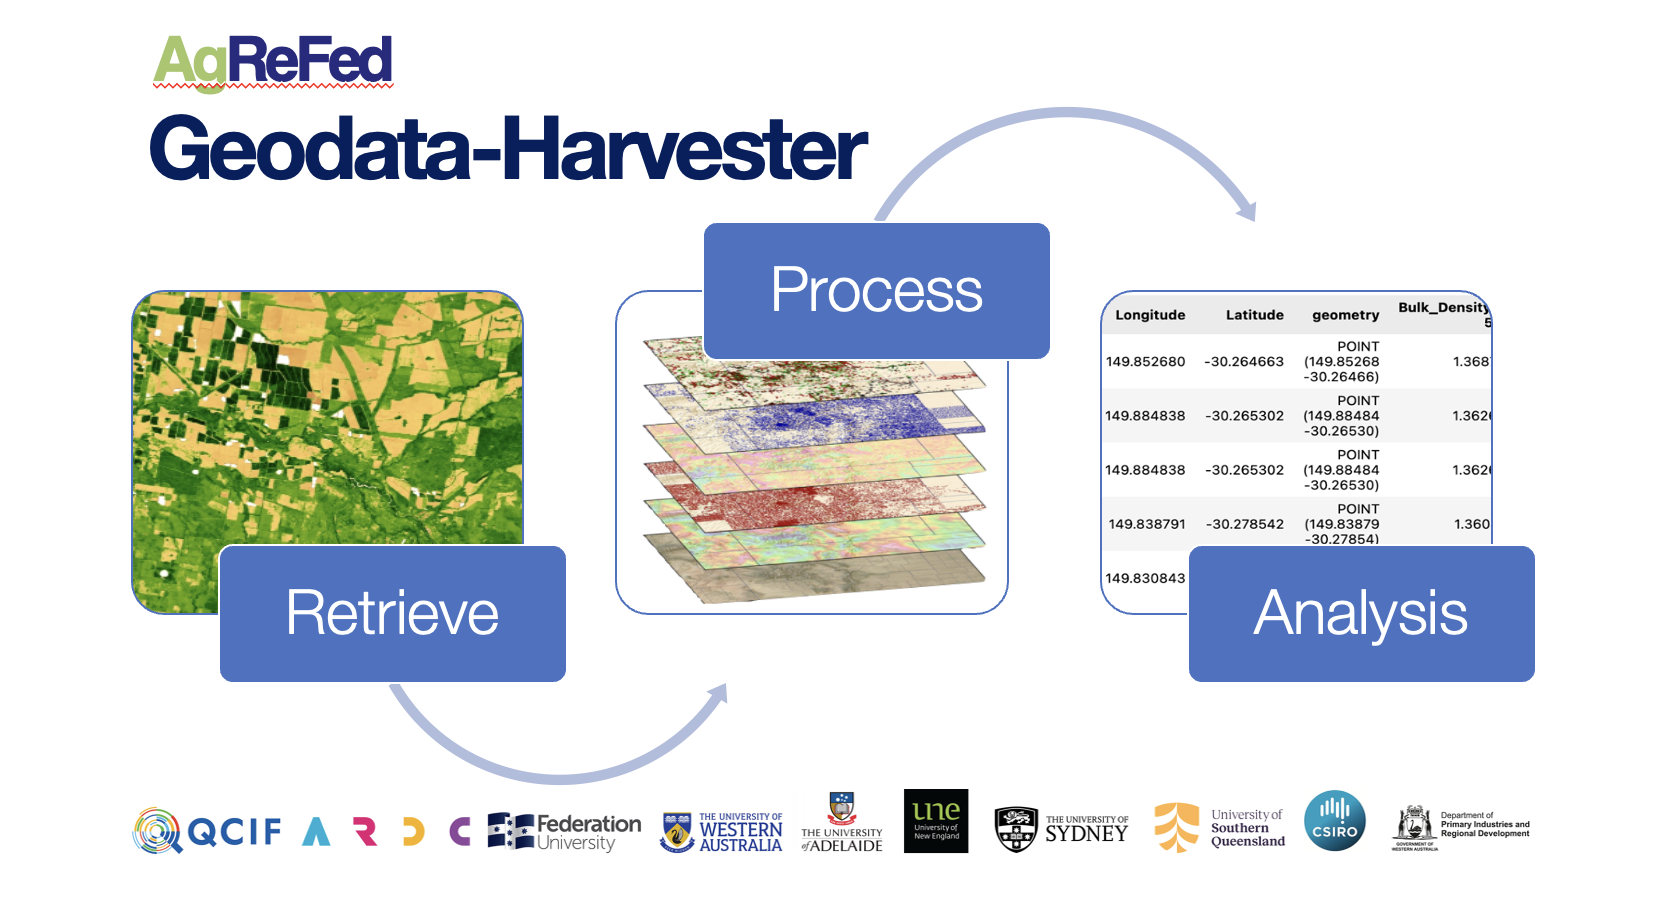 AgReFed
Geodata-Harvester
Process
Retrieve
Analysis
Longitude Latitude geometry Bulk_Density
5
149.852680 -30.264663 POINT (149.85268 -30.26466) 1.368
149.884838 -30.265302 POINT (149.88484 -30.26530) 1.362
149.884838 -30.265302 POINT (149.88484 -30.26530) 1.362
149.838791 -30.278542 POINT (149.83879 -30.27854) 1.360
149.830843
QCIF
ARDC
Federation
University
THE UNIVERSITY OF
WESTERN
AUSTRALIA
THE UNIVERSITY
of ADELAIDE
une
University of
New England
THE UNIVERSITY OF
SYDNEY
University of
Southern
Queensland
CSIRO
GOVERNMENT OF
WESTERN AUSTRALIA
Department of
Primary Industries and
Regional Development